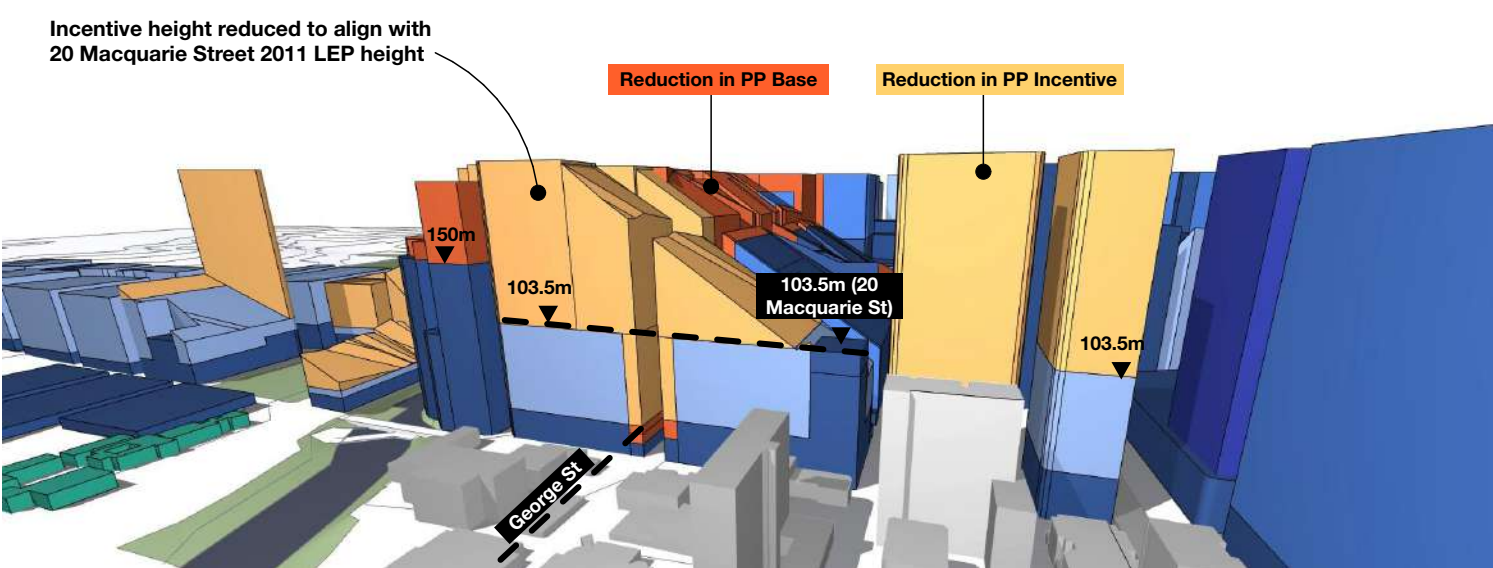 Incentive height reduced to align with
20 Macquarie Street 2011 LEP height
Reduction in PP Base
Reduction in PP Incentive
150m
103.5m
103.5m (20
Macquarie St)
103.5m
George St